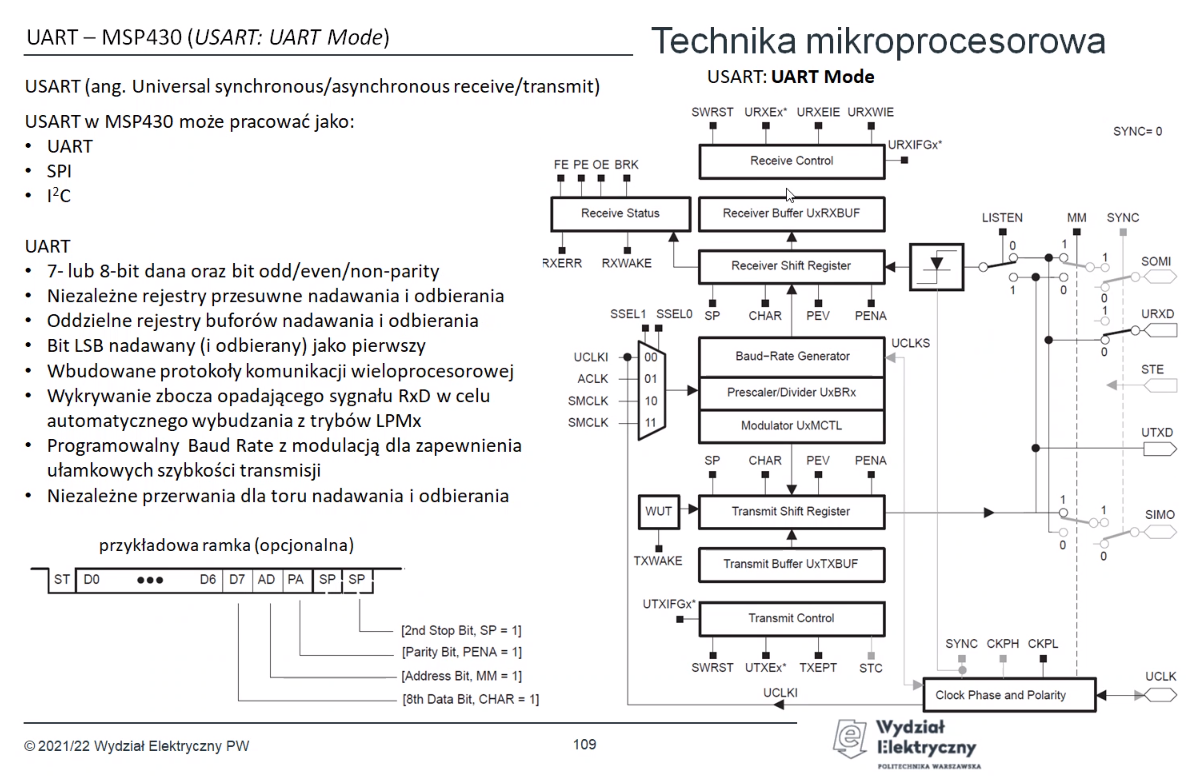 UART – MSP430 (USART: UART Mode)
Technika mikroprocesorowa
USART (ang. Universal synchronous/asynchronous receive/transmit)
USART w MSP430 może pracować jako:
• UART
• SPI
• I²C
UART
• 7- lub 8-bit dana oraz bit odd/even/non-parity
• Niezależne rejestry przesuwne nadawania i odbierania
• Oddzielne rejestry buforów nadawania i odbierania
• Bit LSB nadawany (i odbierany) jako pierwszy
• Wbudowane protokoły komunikacji wieloprocesorowej
• Wykrywanie zbocza opadającego sygnału RxD w celu
automatycznego wybudzania z trybów LPMx
• Programowalny Baud Rate z modulacją dla zapewnienia
ułamkowych szybkości transmisji
• Niezależne przerwania dla toru nadawania i odbierania
przykładowa ramka (opcjonalna)
ST D0 ●●● D6 D7 AD PA SP SP
[2nd Stop Bit, SP = 1]
[Parity Bit, PENA = 1]
[Address Bit, MM = 1]
[8th Data Bit, CHAR = 1]
USART: UART Mode
SWRST URXEx* URXEIE URXWIE
SYNC= 0
Receive Control
URXIFGx*
FE PE OE BRK
Receive Status
Receiver Buffer UxRXBUF
LISTEN MM SYNC
RXERR RXWAKE
Receiver Shift Register
0 1 1
SOMI
1 0 0
SP CHAR PEV PENA
1
URXD
0
SSEL1 SSEL0
UCLKS
UCLKI 00
ACLK 01
SMCLK 10
SMCLK 11
Baud–Rate Generator
Prescaler/Divider UxBRx
Modulator UxMCTL
STE
UTXD
SP CHAR PEV PENA
WUT
Transmit Shift Register
1 1
SIMO
0 0
TXWAKE
Transmit Buffer UxTXBUF
UTXIFGx*
Transmit Control
SWRST UTXEx* TXEPT STC
SYNC CKPH CKPL
UCLKI
Clock Phase and Polarity
UCLK
© 2021/22 Wydział Elektryczny PW
109
Wydział
Elektryczny
POLITECHNIKA WARSZAWSKA